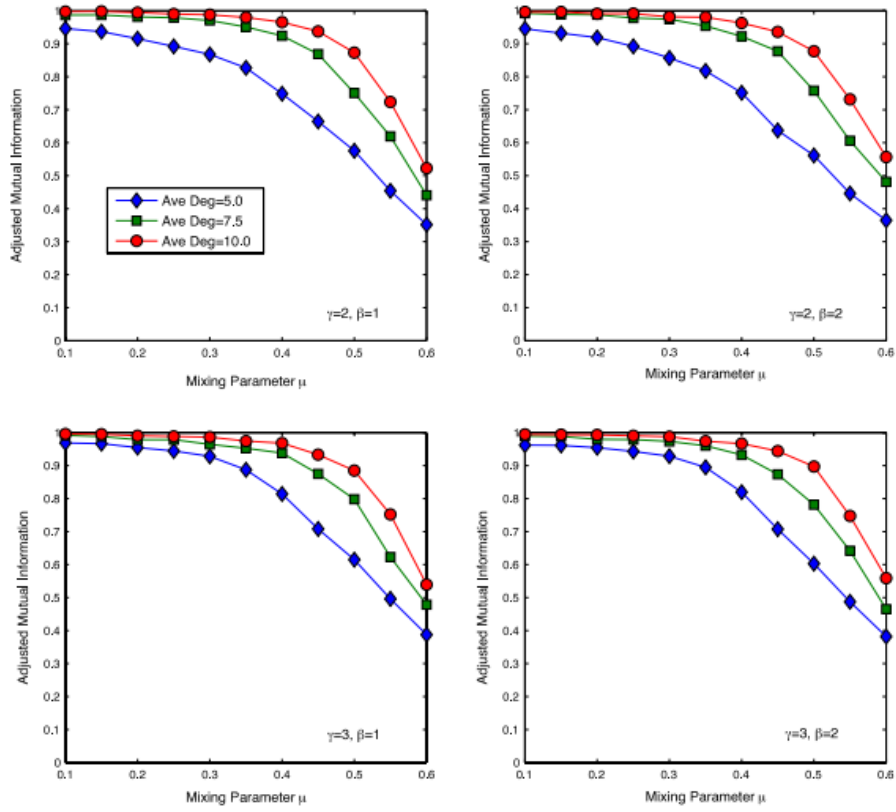 1
0.9
0.8
0.7
0.6
0.5
0.4
0.3
0.2
0.1
0
Adjusted Mutual Information
Ave Deg=5.0
Ave Deg=7.5
Ave Deg=10.0
γ=2, β=1
0.1 0.2 0.3 0.4 0.5 0.6
Mixing Parameter μ
1
0.9
0.8
0.7
0.6
0.5
0.4
0.3
0.2
0.1
0
Adjusted Mutual Information
γ=2, β=2
0.1 0.2 0.3 0.4 0.5 0.6
Mixing Parameter μ
1
0.9
0.8
0.7
0.6
0.5
0.4
0.3
0.2
0.1
0
Adjusted Mutual Information
γ=3, β=1
0.1 0.2 0.3 0.4 0.5 0.6
Mixing Parameter μ
1
0.9
0.8
0.7
0.6
0.5
0.4
0.3
0.2
0.1
0
Adjusted Mutual Information
γ=3, β=2
0.1 0.2 0.3 0.4 0.5 0.6
Mixing Parameter μ